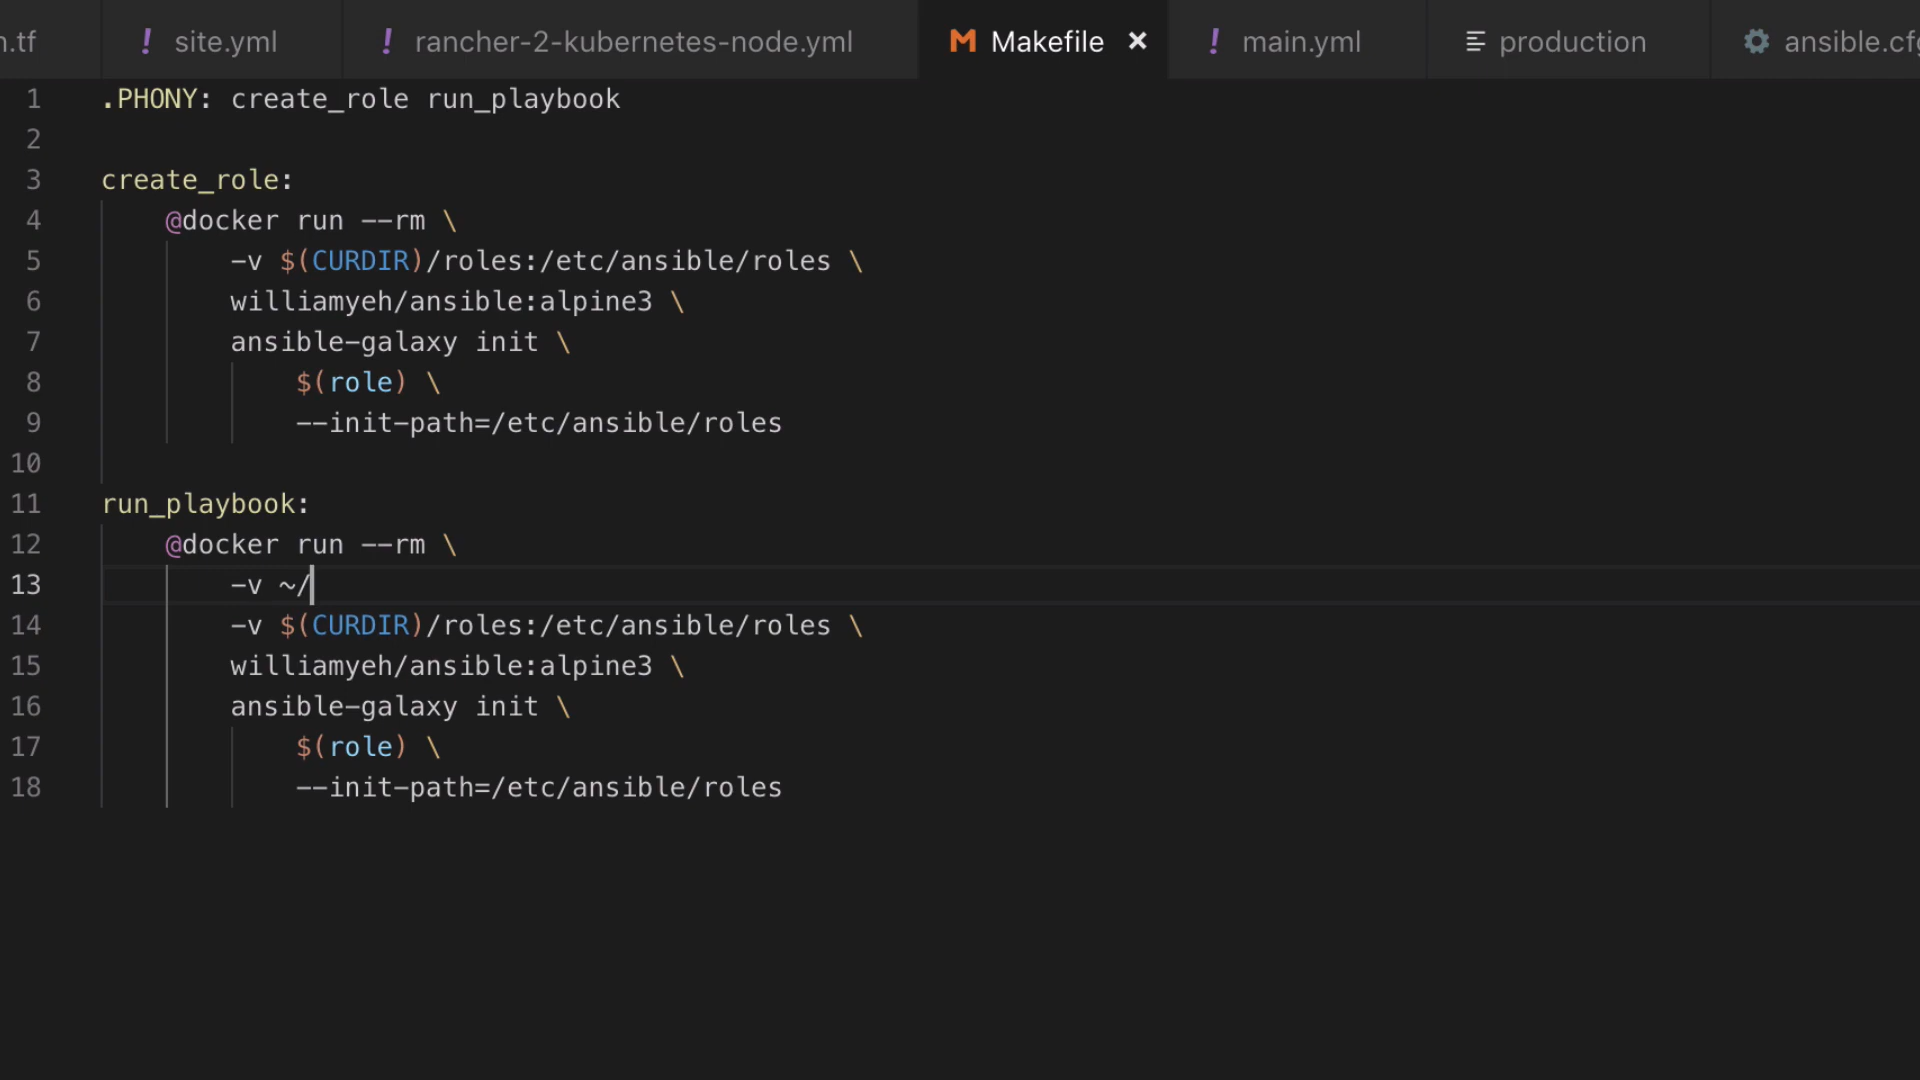 n.tf
! site.yml
! rancher-2-kubernetes-node.yml
M Makefile ×
! main.yml
production
ansible.cfg
1 .PHONY: create_role run_playbook
2
3 create_role:
4 @docker run --rm \
5 -v $(CURDIR)/roles:/etc/ansible/roles \
6 williamyeh/ansible:alpine3 \
7 ansible-galaxy init \
8 $(role) \
9 --init-path=/etc/ansible/roles
10
11 run_playbook:
12 @docker run --rm \
13 -v ~/
14 -v $(CURDIR)/roles:/etc/ansible/roles \
15 williamyeh/ansible:alpine3 \
16 ansible-galaxy init \
17 $(role) \
18 --init-path=/etc/ansible/roles